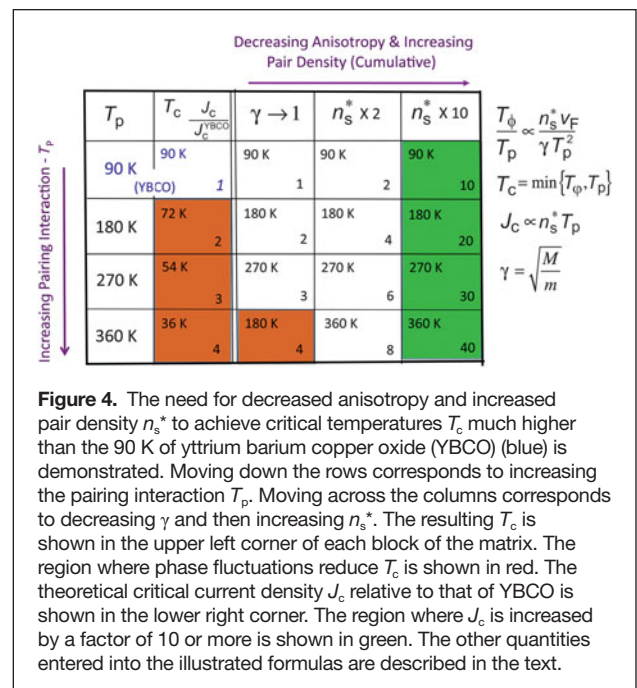 Decreasing Anisotropy & Increasing
Pair Density (Cumulative)
Increasing Pairing Interaction - Tp
Tp Tc Jc/Jc^YBCO γ → 1 ns* X 2 ns* X 10
90 K (YBCO) 90 K 1 90 K 1 90 K 2 90 K 10
180 K 72 K 2 180 K 2 180 K 4 180 K 20
270 K 54 K 3 270 K 3 270 K 6 270 K 30
360 K 36 K 4 180 K 4 360 K 8 360 K 40
Tϕ/Tp ∝ ns* vF/γ Tp²
Tc = min{Tφ, Tp}
Jc ∝ ns* Tp
γ = √(M/m)
Figure 4. The need for decreased anisotropy and increased
pair density ns* to achieve critical temperatures Tc much higher
than the 90 K of yttrium barium copper oxide (YBCO) (blue) is
demonstrated. Moving down the rows corresponds to increasing
the pairing interaction Tp. Moving across the columns corresponds
to decreasing γ and then increasing ns*. The resulting Tc is
shown in the upper left corner of each block of the matrix. The
region where phase fluctuations reduce Tc is shown in red. The
theoretical critical current density Jc relative to that of YBCO is
shown in the lower right corner. The region where Jc is increased
by a factor of 10 or more is shown in green. The other quantities
entered into the illustrated formulas are described in the text.